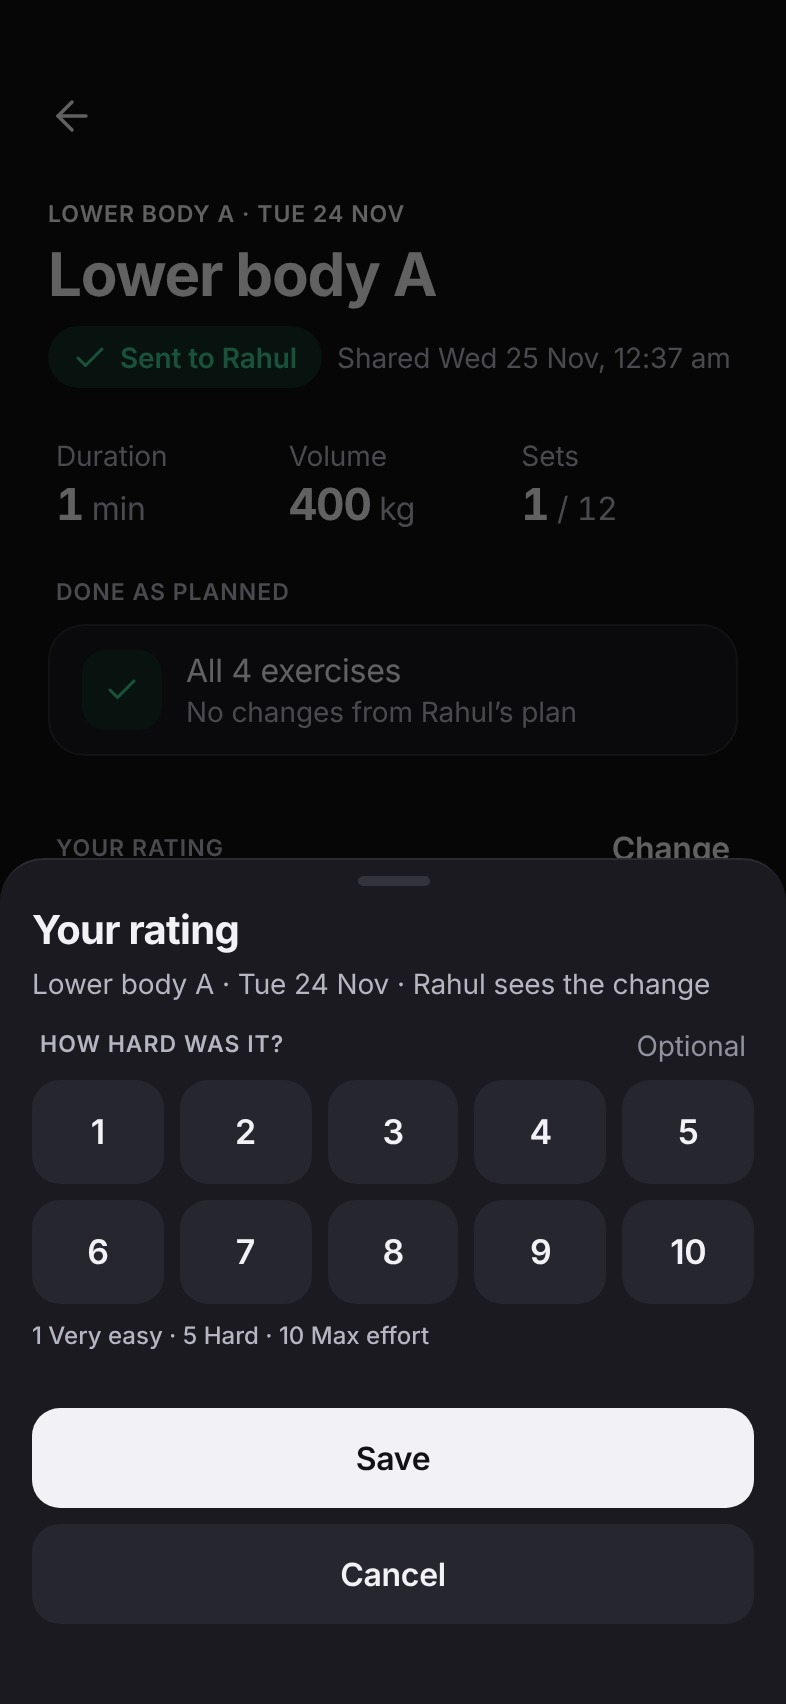 LOWER BODY A · TUE 24 NOV
Lower body A
Sent to Rahul Shared Wed 25 Nov, 12:37 am
Duration Volume Sets
1 min 400 kg 1 / 12
DONE AS PLANNED
All 4 exercises
No changes from Rahul’s plan
YOUR RATING Change
Your rating
Lower body A · Tue 24 Nov · Rahul sees the change
HOW HARD WAS IT? Optional
1 2 3 4 5
6 7 8 9 10
1 Very easy · 5 Hard · 10 Max effort
Save
Cancel